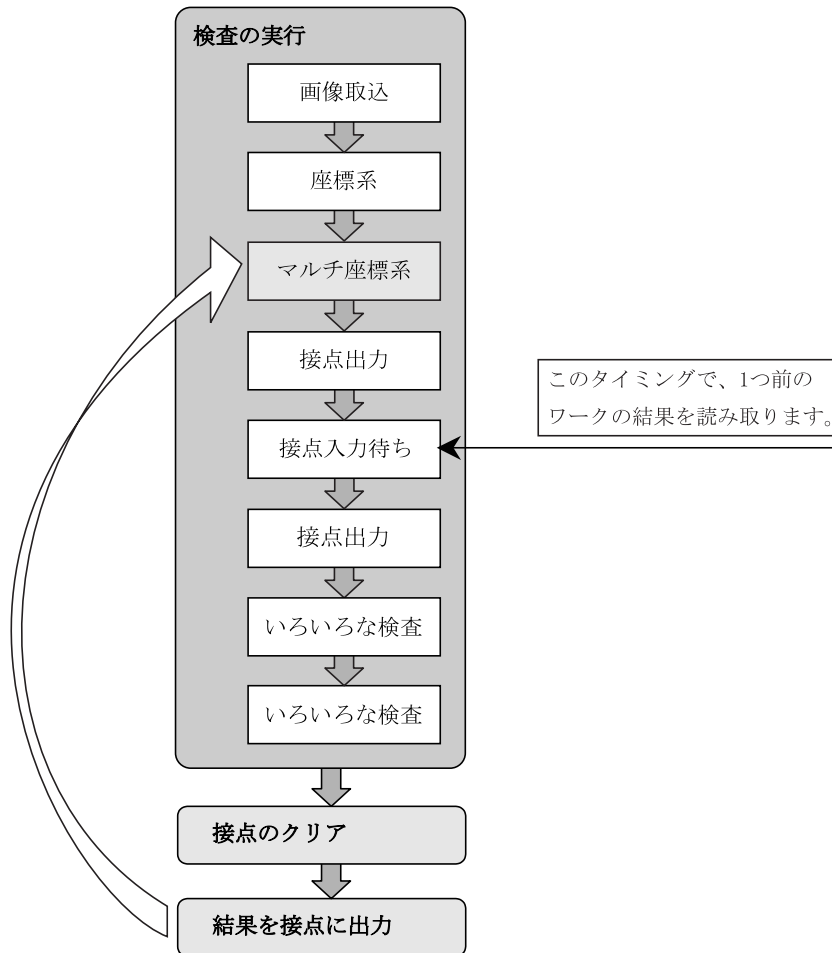 検査の実行
画像取込
座標系
マルチ座標系
接点出力
このタイミングで、1つ前の
ワークの結果を読み取ります。
接点入力待ち
接点出力
いろいろな検査
いろいろな検査
接点のクリア
結果を接点に出力